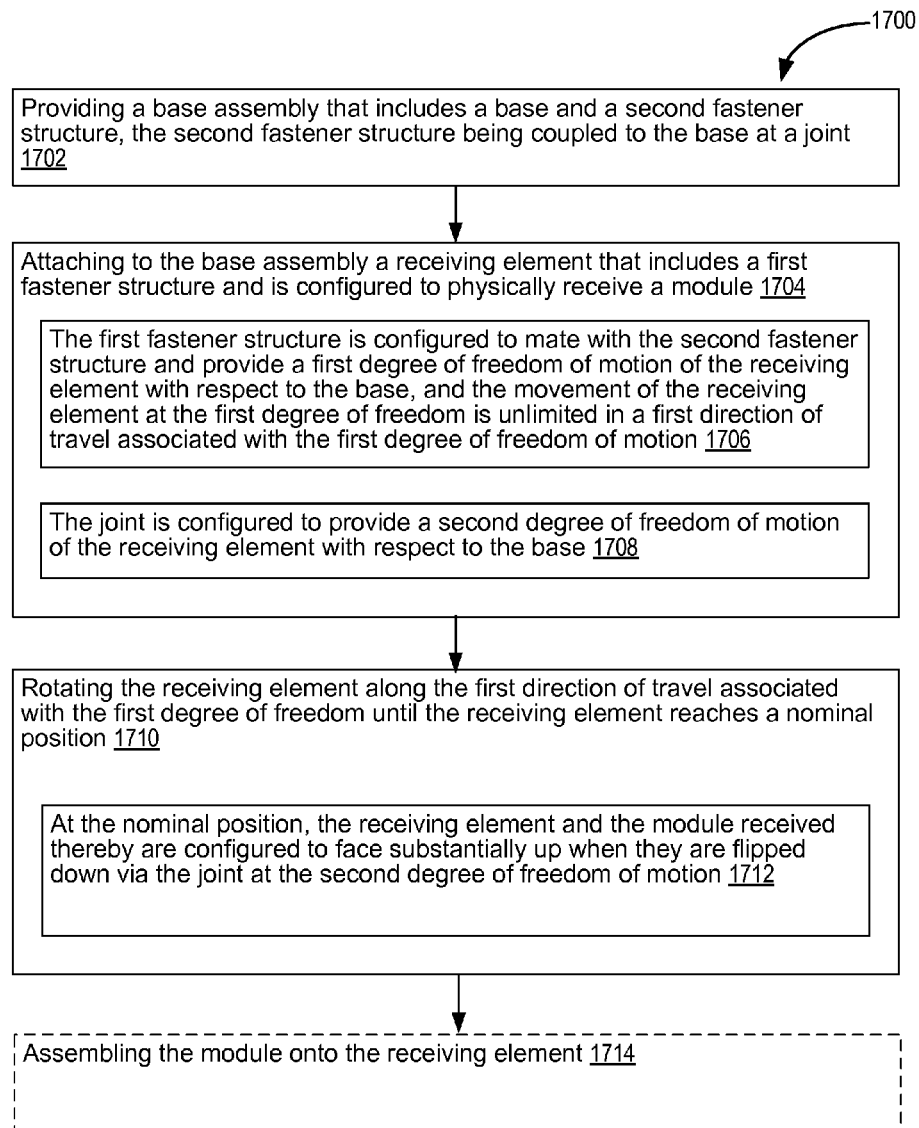 1700
Providing a base assembly that includes a base and a second fastener
structure, the second fastener structure being coupled to the base at a joint
1702
Attaching to the base assembly a receiving element that includes a first
fastener structure and is configured to physically receive a module 1704
The first fastener structure is configured to mate with the second fastener
structure and provide a first degree of freedom of motion of the receiving
element with respect to the base, and the movement of the receiving
element at the first degree of freedom is unlimited in a first direction of
travel associated with the first degree of freedom of motion 1706
The joint is configured to provide a second degree of freedom of motion
of the receiving element with respect to the base 1708
Rotating the receiving element along the first direction of travel associated
with the first degree of freedom until the receiving element reaches a nominal
position 1710
At the nominal position, the receiving element and the module received
thereby are configured to face substantially up when they are flipped
down via the joint at the second degree of freedom of motion 1712
Assembling the module onto the receiving element 1714